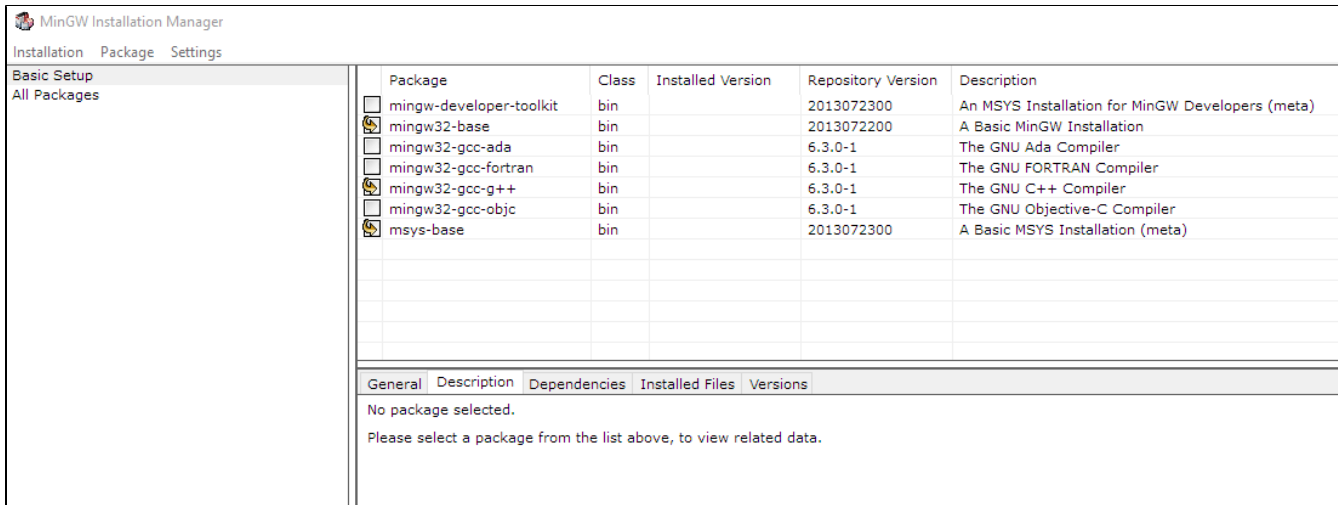 MinGW Installation Manager
Installation Package Settings
Basic Setup
All Packages
Package Class Installed Version Repository Version Description
mingw-developer-toolkit bin 2013072300 An MSYS Installation for MinGW Developers (meta)
mingw32-base bin 2013072200 A Basic MinGW Installation
mingw32-gcc-ada bin 6.3.0-1 The GNU Ada Compiler
mingw32-gcc-fortran bin 6.3.0-1 The GNU FORTRAN Compiler
mingw32-gcc-g++ bin 6.3.0-1 The GNU C++ Compiler
mingw32-gcc-objc bin 6.3.0-1 The GNU Objective-C Compiler
msys-base bin 2013072300 A Basic MSYS Installation (meta)
General Description Dependencies Installed Files Versions
No package selected.
Please select a package from the list above, to view related data.